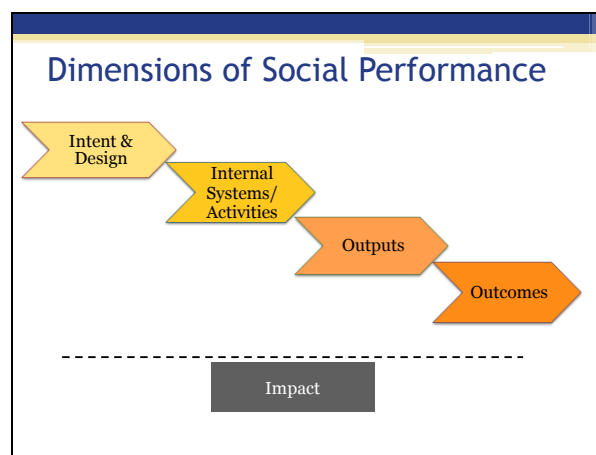 Dimensions of Social Performance
Intent &
Design
Internal
Systems/
Activities
Outputs
Outcomes
Impact